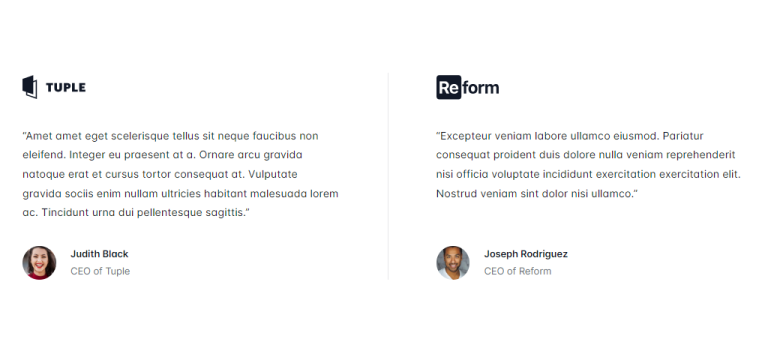 TUPLE
“Amet amet eget scelerisque tellus sit neque faucibus non
eleifend. Integer eu praesent at a. Ornare arcu gravida
natoque erat et cursus tortor consequat at. Vulputate
gravida sociis enim nullam ultricies habitant malesuada lorem
ac. Tincidunt urna dui pellentesque sagittis.”
Judith Black
CEO of Tuple
Reform
“Excepteur veniam labore ullamco eiusmod. Pariatur
consequat proident duis dolore nulla veniam reprehenderit
nisi officia voluptate incididunt exercitation exercitation elit.
Nostrud veniam sint dolor nisi ullamco.”
Joseph Rodriguez
CEO of Reform